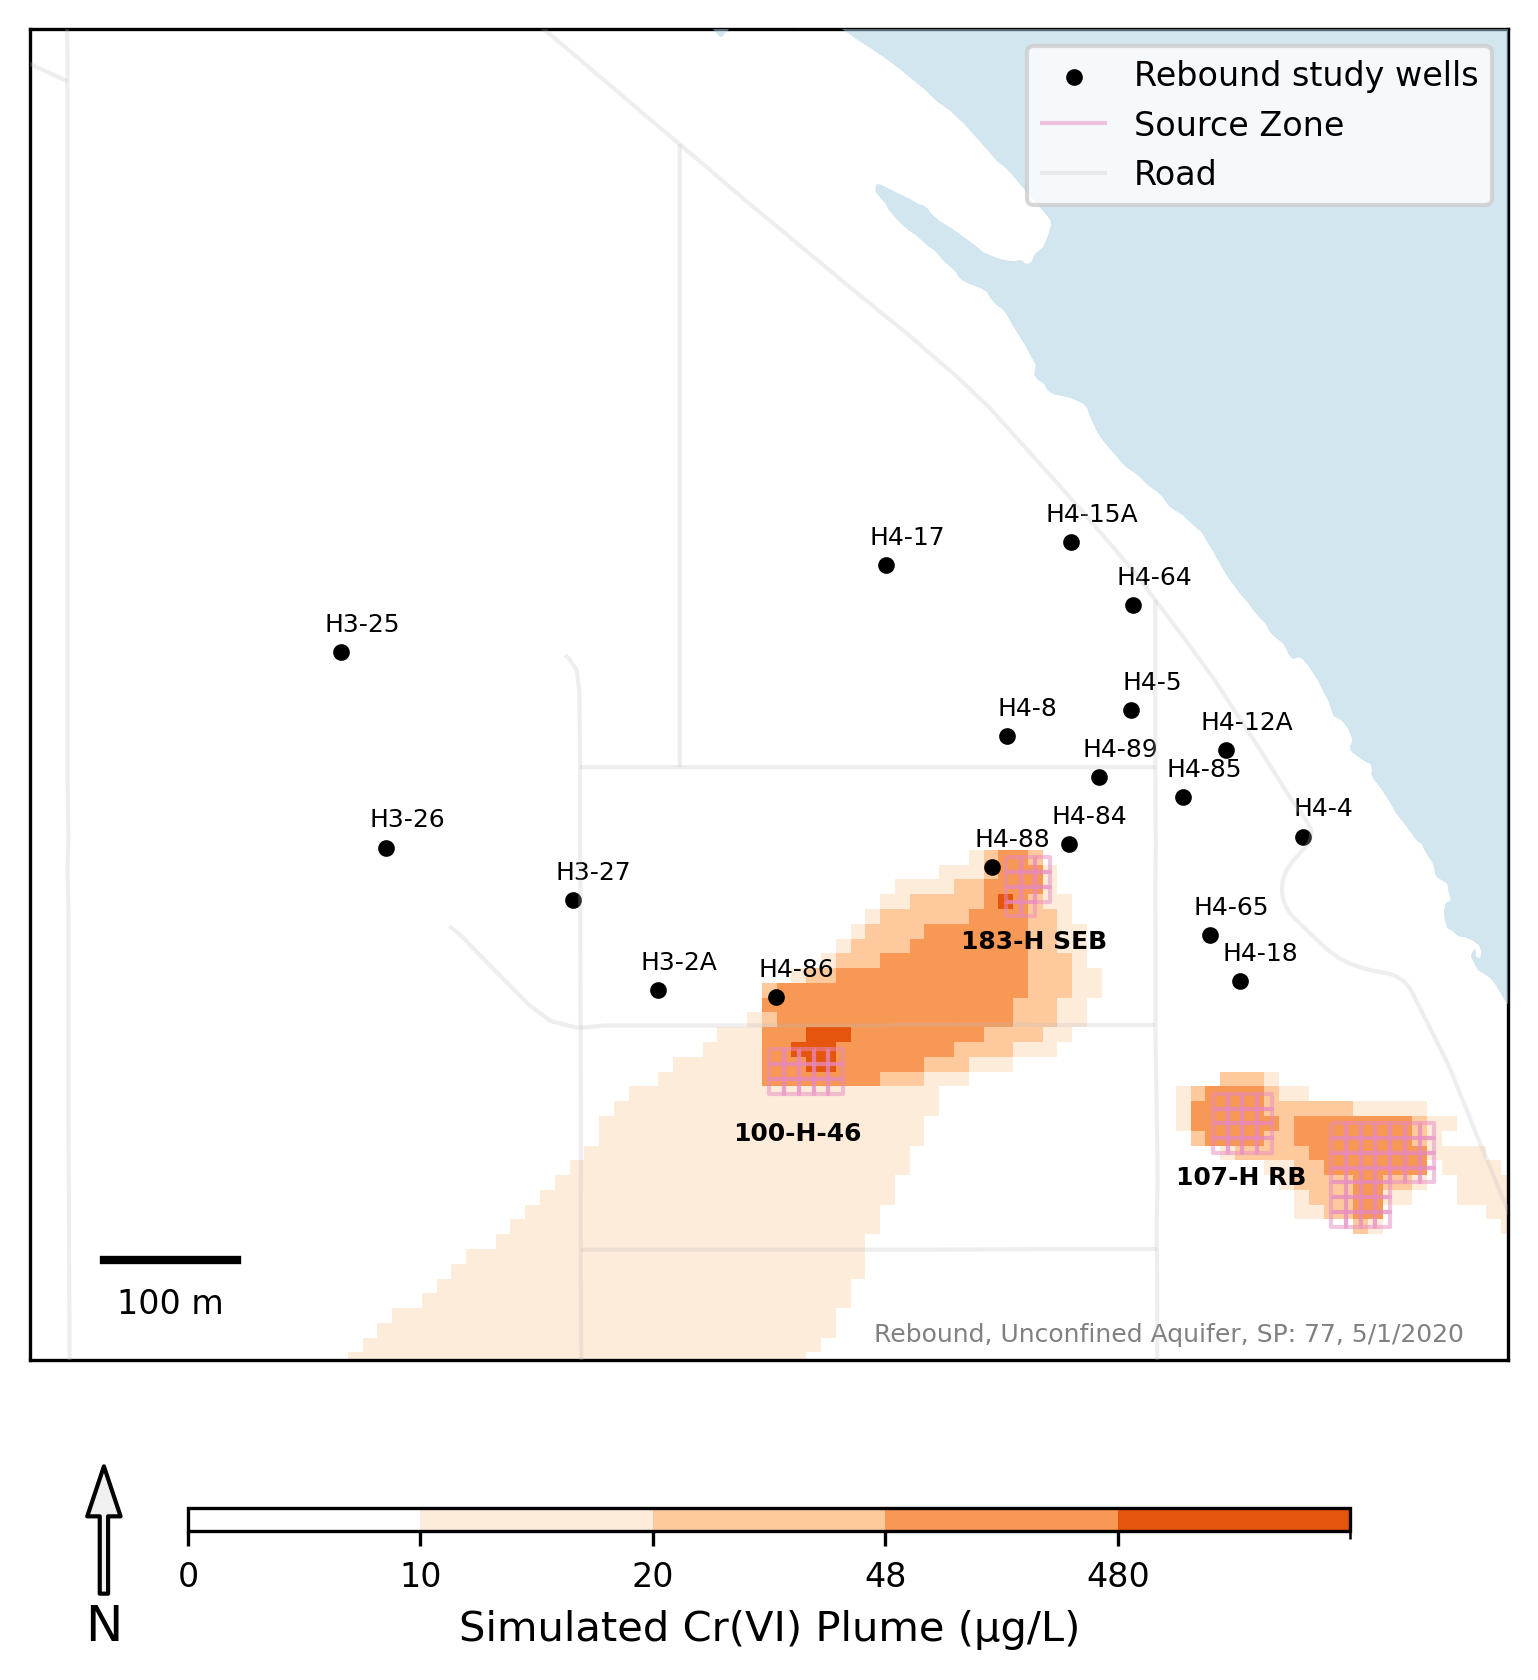 Rebound study wells
Source Zone
Road
H4-15A
H4-17
H4-64
H3-25
H4-5
H4-8
H4-12A
H4-89
H4-85
H4-4
H3-26
H4-84
H4-88
H3-27
H4-65
183-H SEB
H4-18
H3-2A
H4-86
100-H-46
107-H RB
100 m
Rebound, Unconfined Aquifer, SP: 77, 5/1/2020
0 10 20 48 480
N
Simulated Cr(VI) Plume (µg/L)